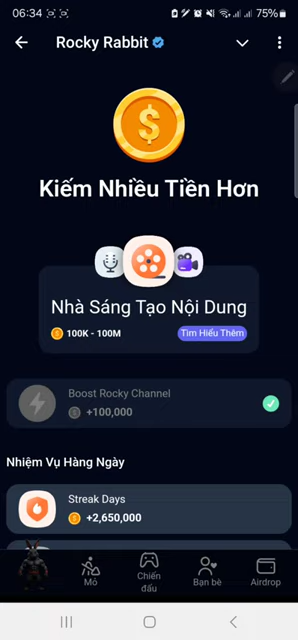 06:34
75%
Rocky Rabbit
Kiếm Nhiều Tiền Hơn
Nhà Sáng Tạo Nội Dung
100K - 100M
Tìm Hiểu Thêm
Boost Rocky Channel
+100,000
Nhiệm Vụ Hàng Ngày
Streak Days
+2,650,000
Mỏ
Chiến đấu
Bạn bè
Airdrop